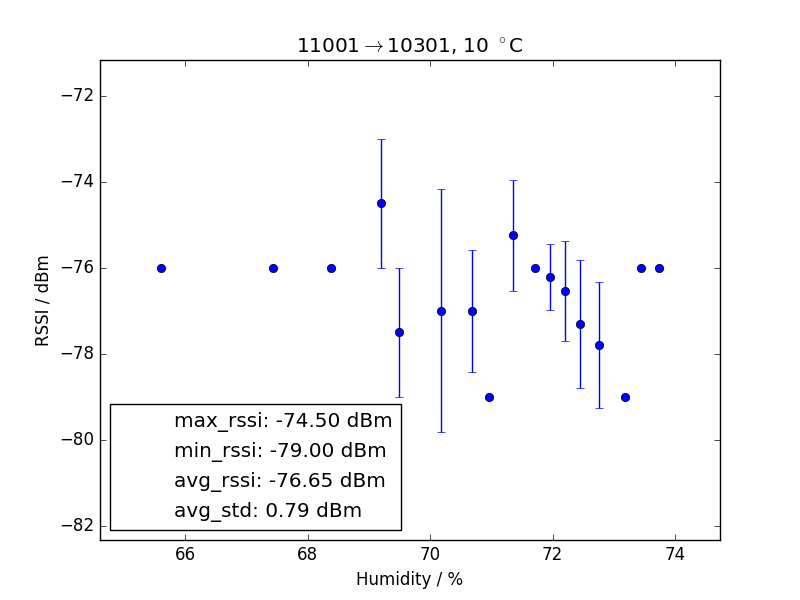 11001→10301, 10 °C
−72
−74
−76
−78
−80
−82
RSSI / dBm
max_rssi: -74.50 dBm
min_rssi: -79.00 dBm
avg_rssi: -76.65 dBm
avg_std: 0.79 dBm
66 68 70 72 74
Humidity / %